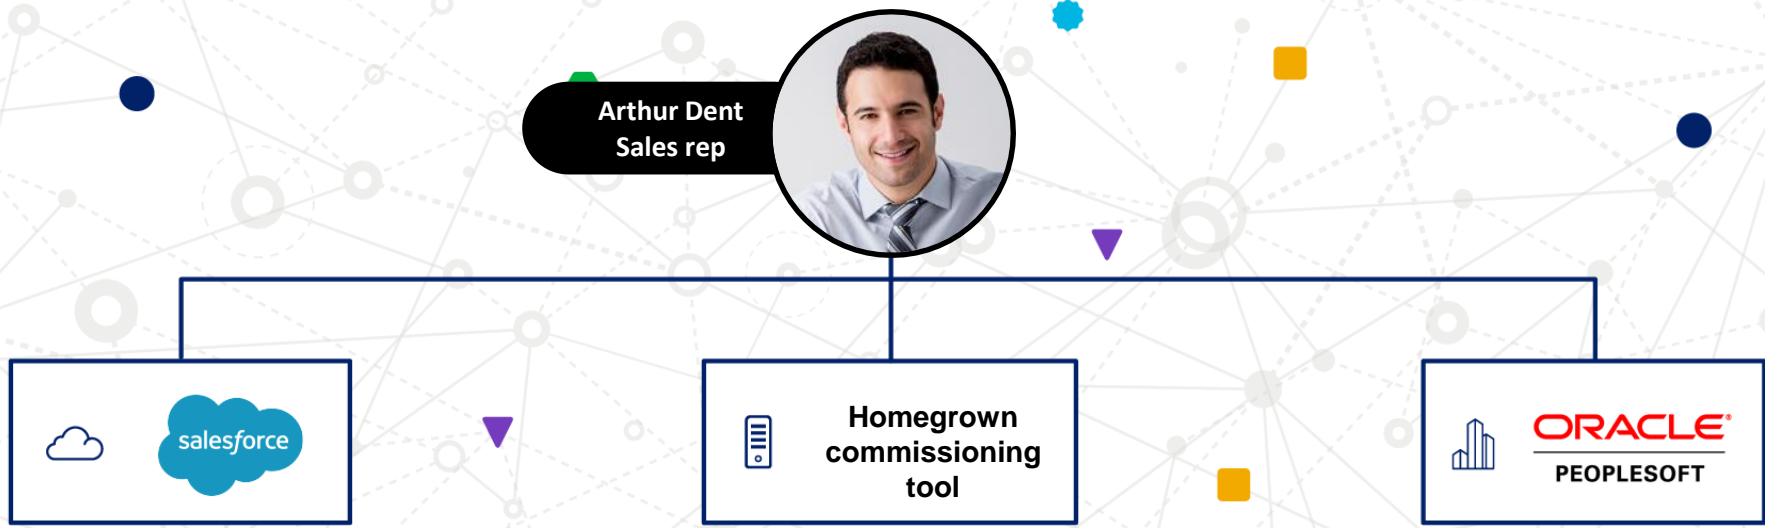 Arthur Dent
Sales rep
salesforce
Homegrown
commissioning
tool
ORACLE®
PEOPLESOFT